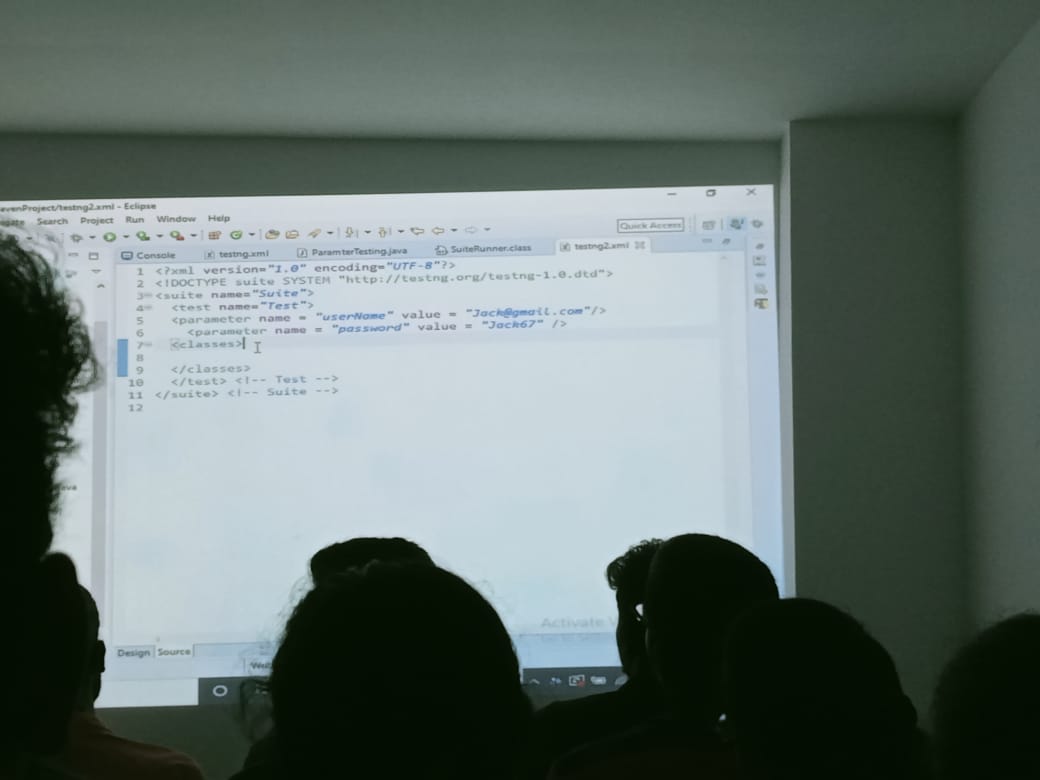 avenProject/testng2.xml - Eclipse
Search Project Run Window Help
Quick Access
Console testng.xml ParamterTesting.java SuiteRunner.class testng2.xml
1 <?xml version="1.0" encoding="UTF-8"?>
2 <!DOCTYPE suite SYSTEM "http://testng.org/testng-1.0.dtd">
3 <suite name="Suite">
4 <test name="Test">
5 <parameter name = "userName" value = "Jack@gmail.com"/>
6 <parameter name = "password" value = "Jack67" />
7 <classes>
8
9 </classes>
10 </test> <!-- Test -->
11 </suite> <!-- Suite -->
12
Activate
Design Source